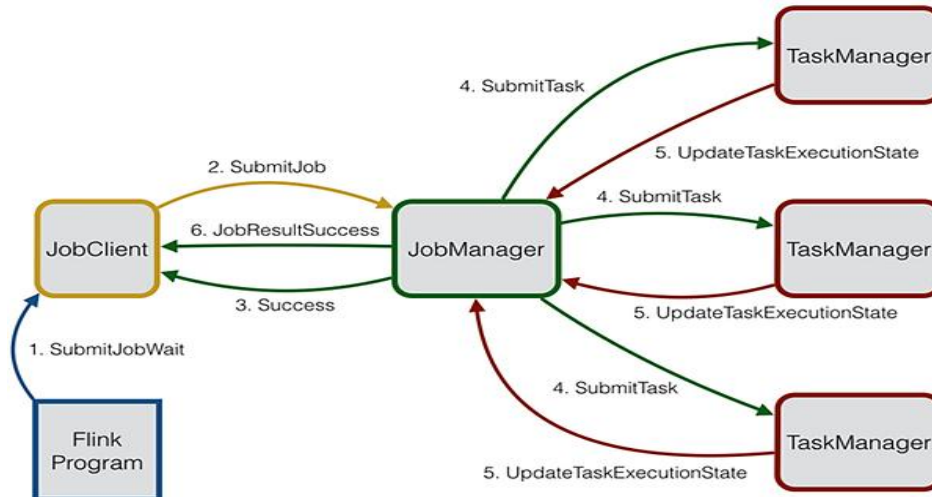 TaskManager
4. SubmitTask
5. UpdateTaskExecutionState
2. SubmitJob
4. SubmitTask
6. JobResultSuccess
JobClient
JobManager
TaskManager
3. Success
5. UpdateTaskExecutionState
1. SubmitJobWait
4. SubmitTask
Flink
Program
TaskManager
5. UpdateTaskExecutionState